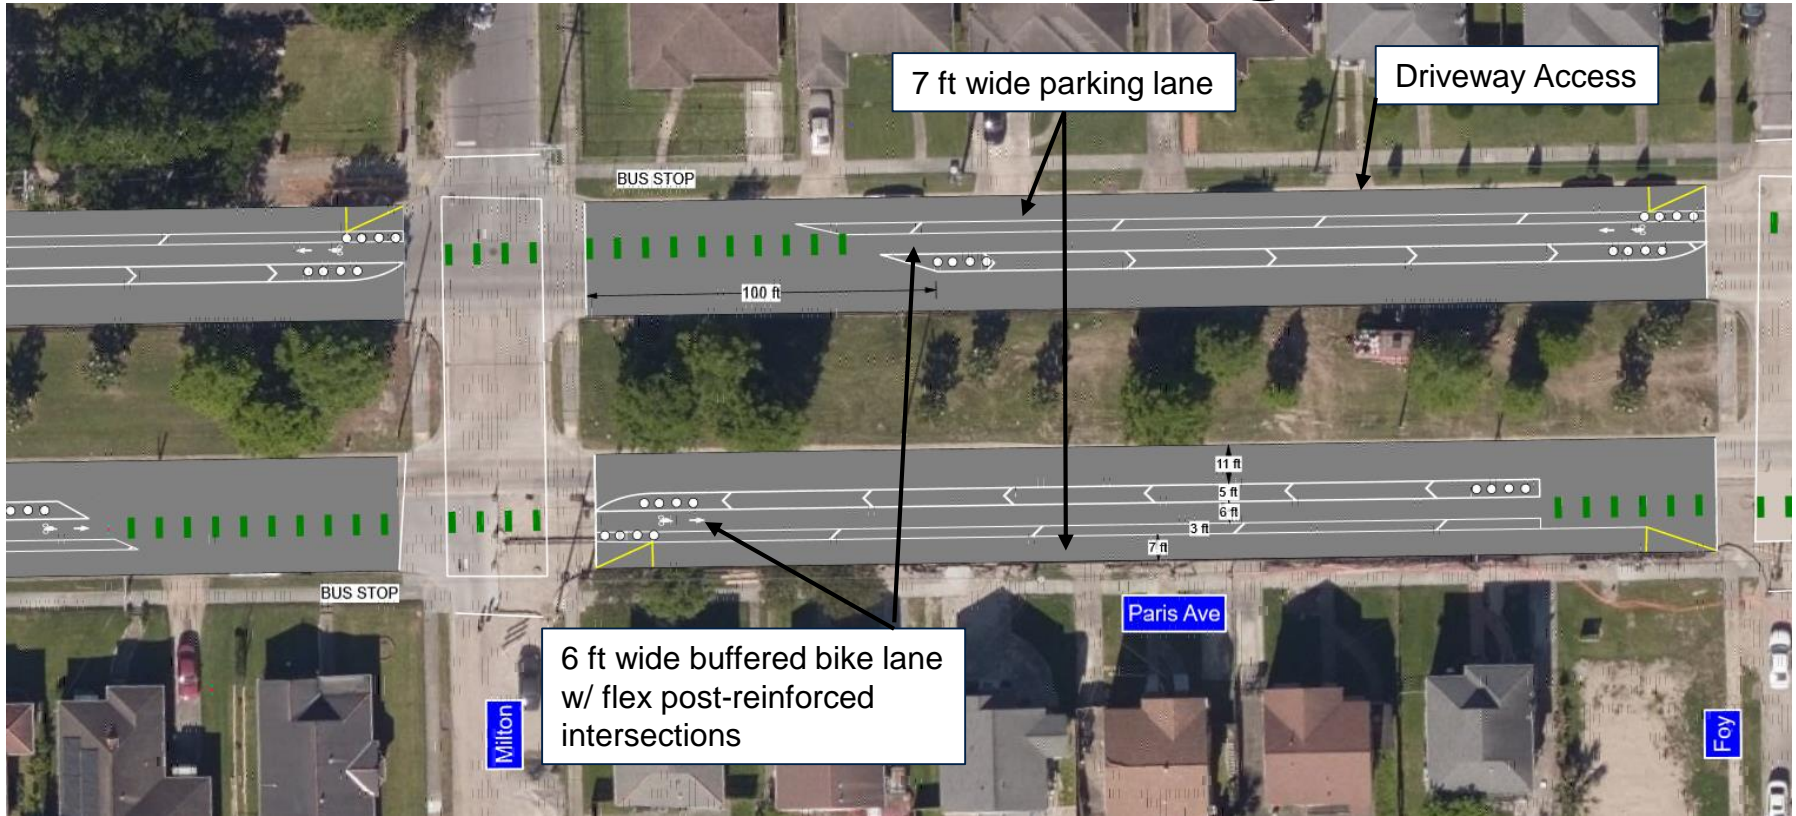 7 ft wide parking lane
Driveway Access
BUS STOP
100 ft
11 ft
5 ft
6 ft
3 ft
7 ft
BUS STOP
Paris Ave
6 ft wide buffered bike lane
w/ flex post-reinforced
intersections
Milton
Foy